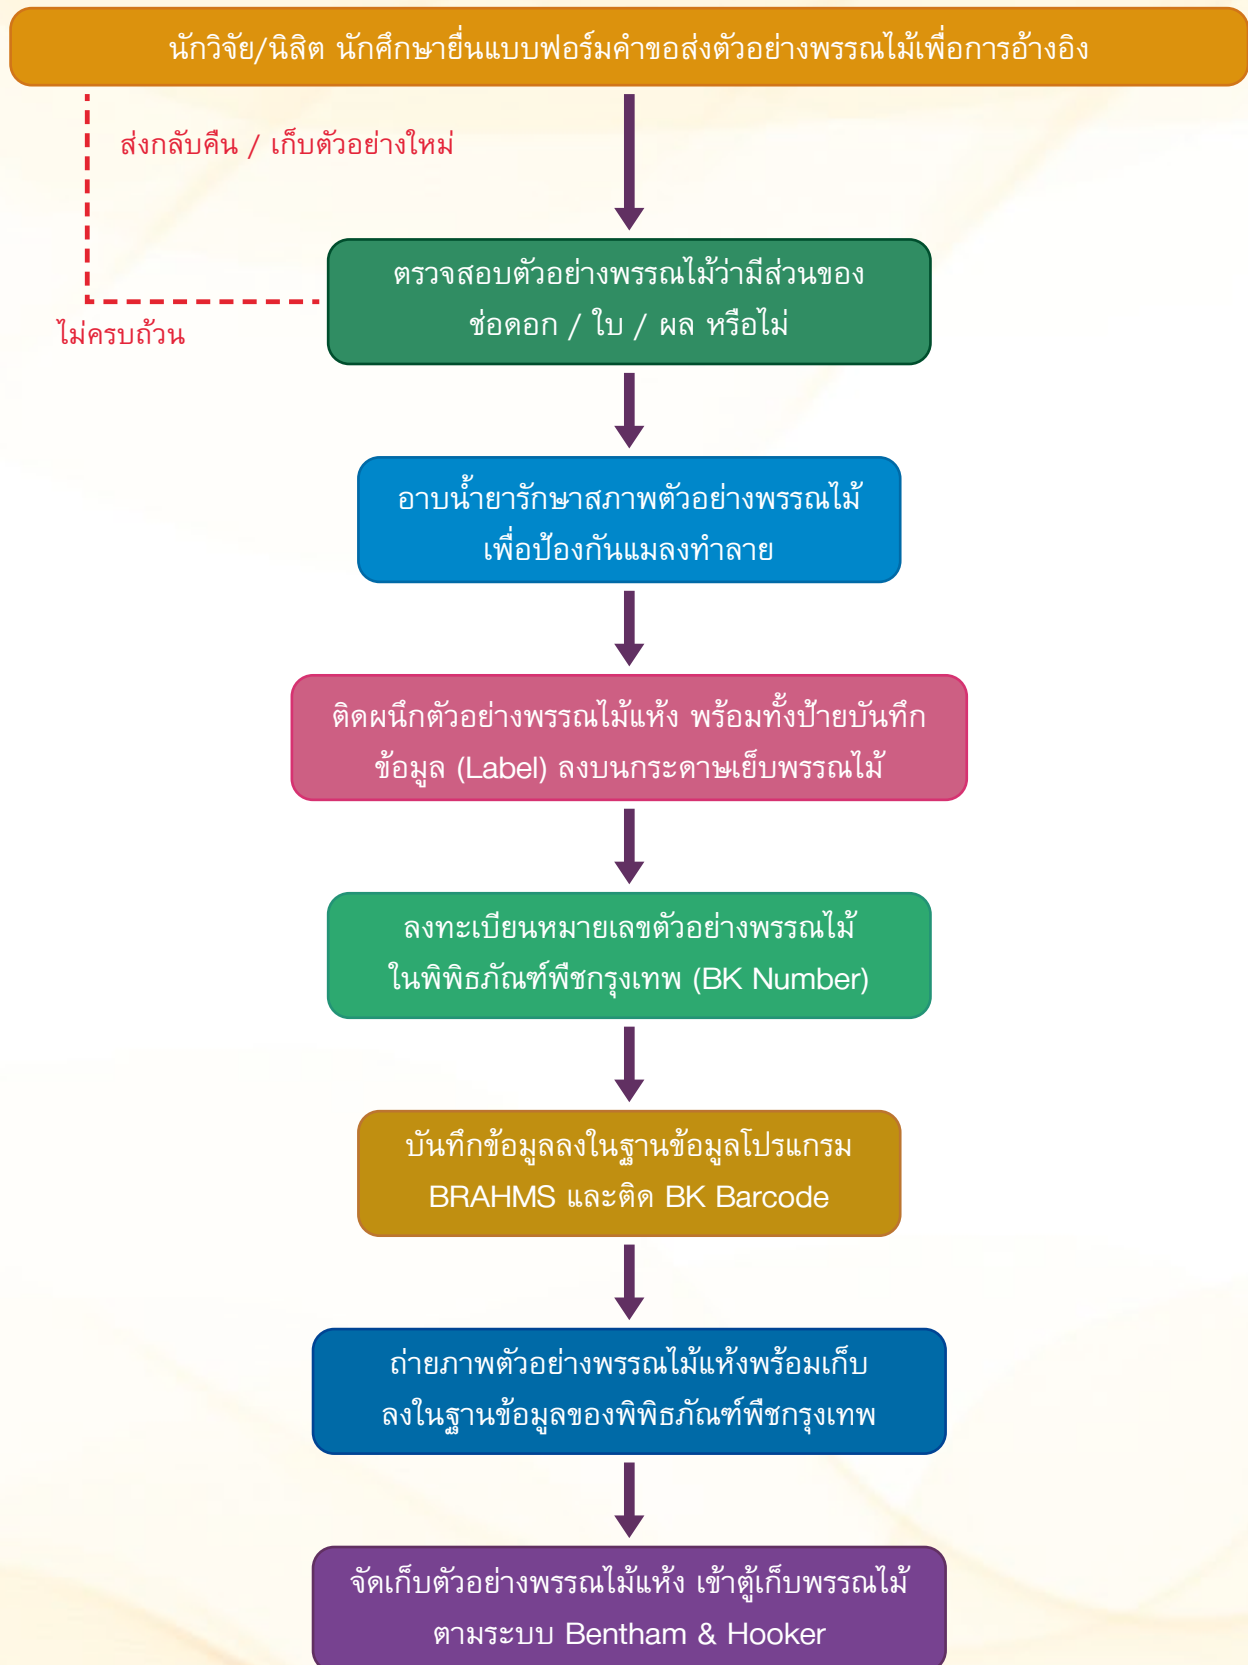 นักวิจัย/นิสิต นักศึกษายื่นแบบฟอร์มคำขอส่งตัวอย่างพรรณไม้เพื่อการอ้างอิง
ส่งกลับคืน / เก็บตัวอย่างใหม่
ตรวจสอบตัวอย่างพรรณไม้ว่ามีส่วนของ
ช่อดอก / ใบ / ผล หรือไม่
ไม่ครบถ้วน
อาบน้ำยารักษาสภาพตัวอย่างพรรณไม้
เพื่อป้องกันแมลงทำลาย
ติดผนึกตัวอย่างพรรณไม้แห้ง พร้อมทั้งป้ายบันทึก
ข้อมูล (Label) ลงบนกระดาษเย็บพรรณไม้
ลงทะเบียนหมายเลขตัวอย่างพรรณไม้
ในพิพิธภัณฑ์พืชกรุงเทพ (BK Number)
บันทึกข้อมูลลงในฐานข้อมูลโปรแกรม
BRAHMS และติด BK Barcode
ถ่ายภาพตัวอย่างพรรณไม้แห้งพร้อมเก็บ
ลงในฐานข้อมูลของพิพิธภัณฑ์พืชกรุงเทพ
จัดเก็บตัวอย่างพรรณไม้แห้ง เข้าตู้เก็บพรรณไม้
ตามระบบ Bentham & Hooker